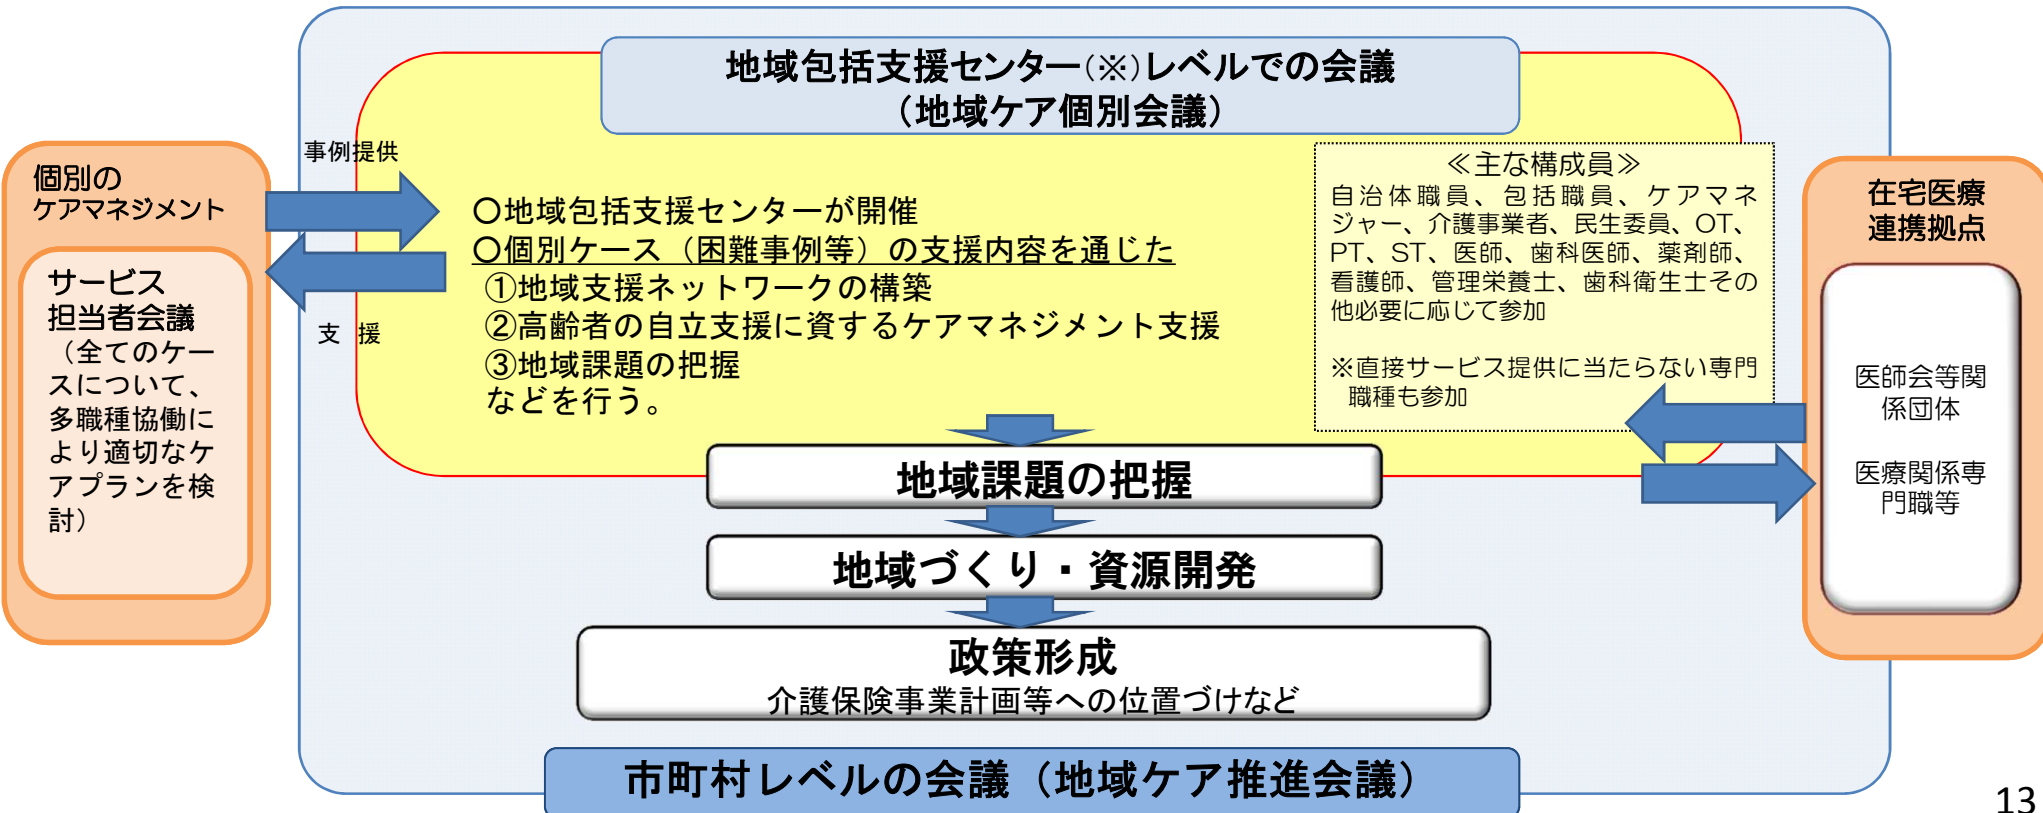 地域包括支援センター(※)レベルでの会議
（地域ケア個別会議）
事例提供
支 援
個別の
ケアマネジメント
サービス
担当者会議
（全てのケー
スについて、
多職種協働に
より適切なケ
アプランを検
討）
〇地域包括支援センターが開催
〇個別ケース（困難事例等）の支援内容を通じた
①地域支援ネットワークの構築
②高齢者の自立支援に資するケアマネジメント支援
③地域課題の把握
などを行う。
≪主な構成員≫
自治体職員、包括職員、ケアマネ
ジャー、介護事業者、民生委員、OT、
PT、ST、医師、歯科医師、薬剤師、
看護師、管理栄養士、歯科衛生士その
他必要に応じて参加
※直接サービス提供に当たらない専門
職種も参加
在宅医療
連携拠点
医師会等関
係団体
医療関係専
門職等
地域課題の把握
地域づくり・資源開発
政策形成
介護保険事業計画等への位置づけなど
市町村レベルの会議（地域ケア推進会議）
13